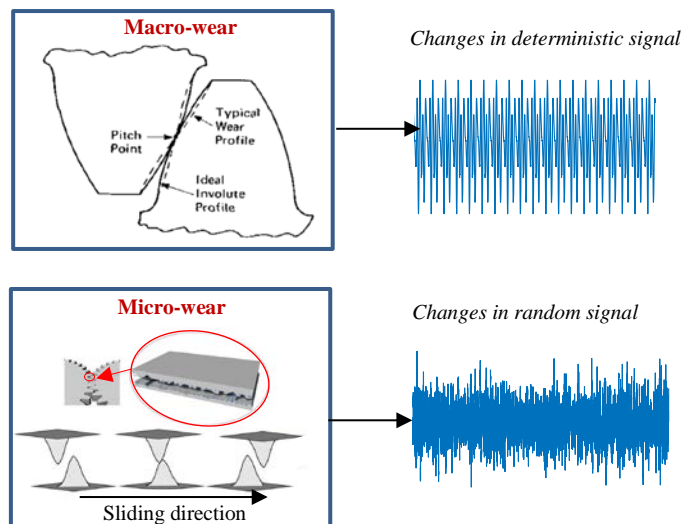 Macro-wear
Changes in deterministic signal
Typical
Wear
Profile
Pitch
Point
Ideal
Involute
Profile
Micro-wear
Changes in random signal
Sliding direction